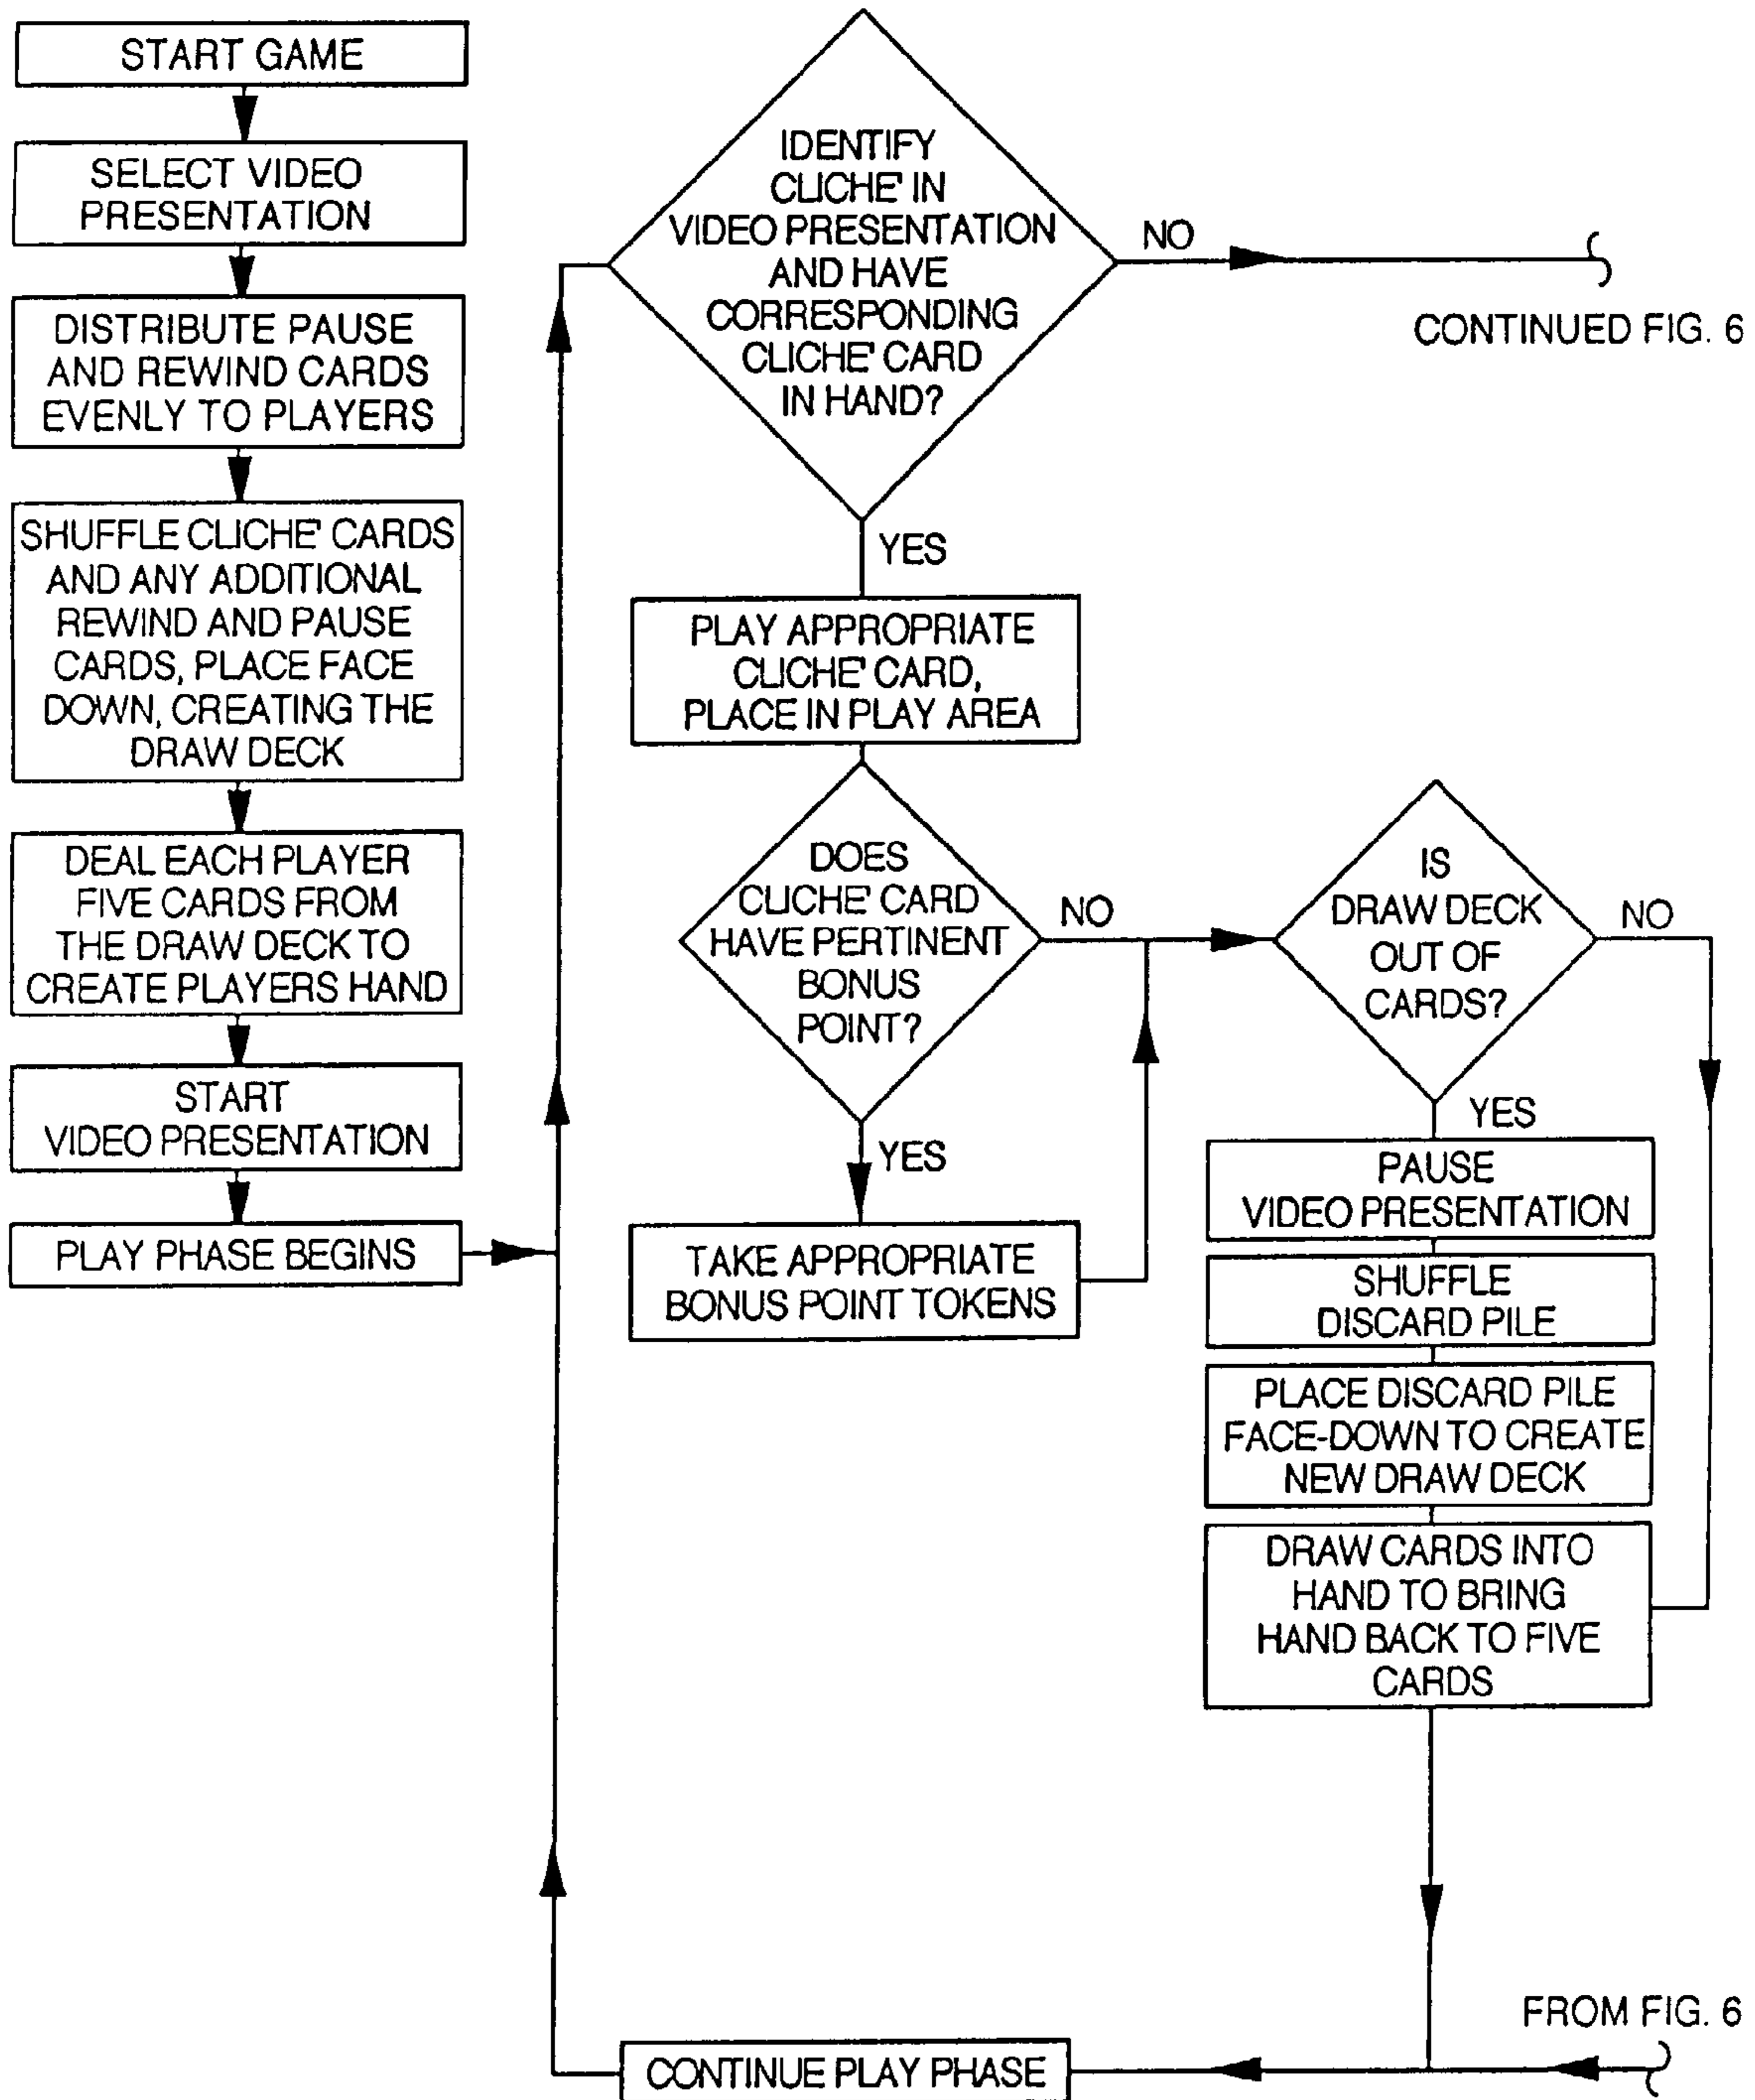 START GAME
SELECT VIDEO
PRESENTATION
DISTRIBUTE PAUSE
AND REWIND CARDS
EVENLY TO PLAYERS
SHUFFLE CLICHE' CARDS
AND ANY ADDITIONAL
REWIND AND PAUSE
CARDS, PLACE FACE
DOWN, CREATING THE
DRAW DECK
DEAL EACH PLAYER
FIVE CARDS FROM
THE DRAW DECK TO
CREATE PLAYERS HAND
START
VIDEO PRESENTATION
PLAY PHASE BEGINS
IDENTIFY
CLICHE' IN
VIDEO PRESENTATION
AND HAVE
CORRESPONDING
CLICHE' CARD
IN HAND?
NO
CONTINUED FIG. 6
YES
PLAY APPROPRIATE
CLICHE' CARD,
PLACE IN PLAY AREA
DOES
CLICHE' CARD
HAVE PERTINENT
BONUS
POINT?
NO
YES
TAKE APPROPRIATE
BONUS POINT TOKENS
IS
DRAW DECK
OUT OF
CARDS?
NO
YES
PAUSE
VIDEO PRESENTATION
SHUFFLE
DISCARD PILE
PLACE DISCARD PILE
FACE-DOWN TO CREATE
NEW DRAW DECK
DRAW CARDS INTO
HAND TO BRING
HAND BACK TO FIVE
CARDS
FROM FIG. 6
CONTINUE PLAY PHASE